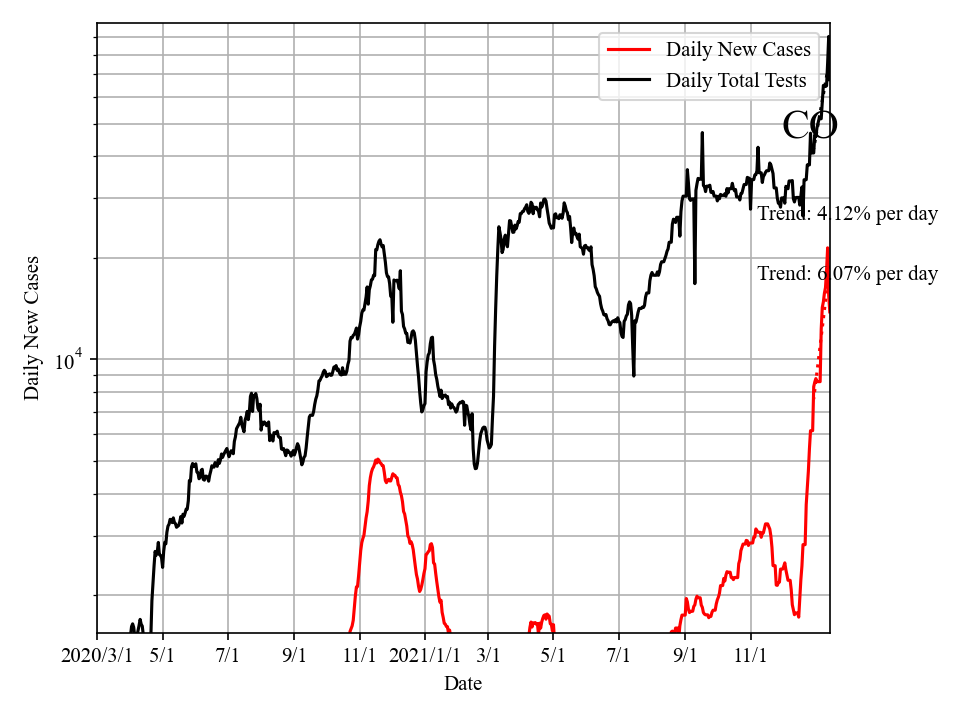 Daily New Cases
Daily Total Tests
CO
Trend: 4.12% per day
Trend: 6.07% per day
Daily New Cases
10^4
2020/3/1 5/1 7/1 9/1 11/1 2021/1/1 3/1 5/1 7/1 9/1 11/1
Date